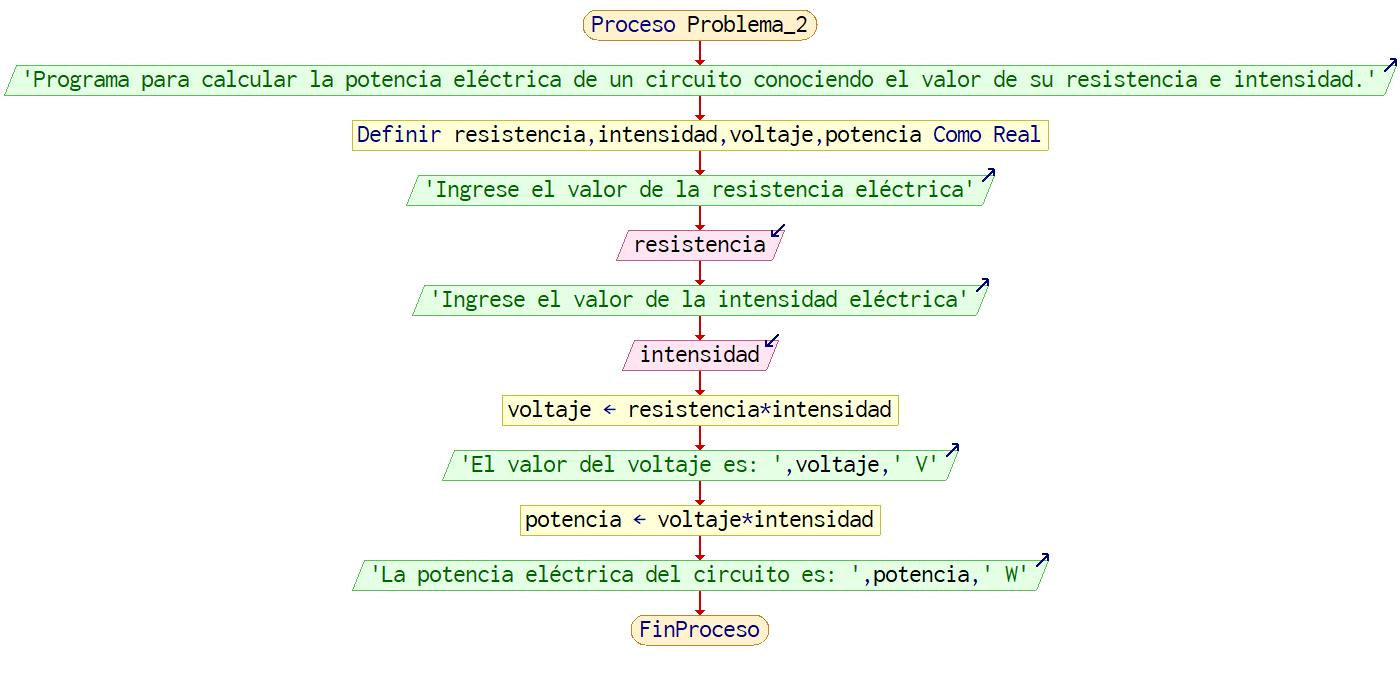 Proceso Problema_2
'Programa para calcular la potencia eléctrica de un circuito conociendo el valor de su resistencia e intensidad.'
Definir resistencia,intensidad,voltaje,potencia Como Real
'Ingrese el valor de la resistencia eléctrica'
resistencia
'Ingrese el valor de la intensidad eléctrica'
intensidad
voltaje ← resistencia*intensidad
'El valor del voltaje es: ',voltaje,' V'
potencia ← voltaje*intensidad
'La potencia eléctrica del circuito es: ',potencia,' W'
FinProceso